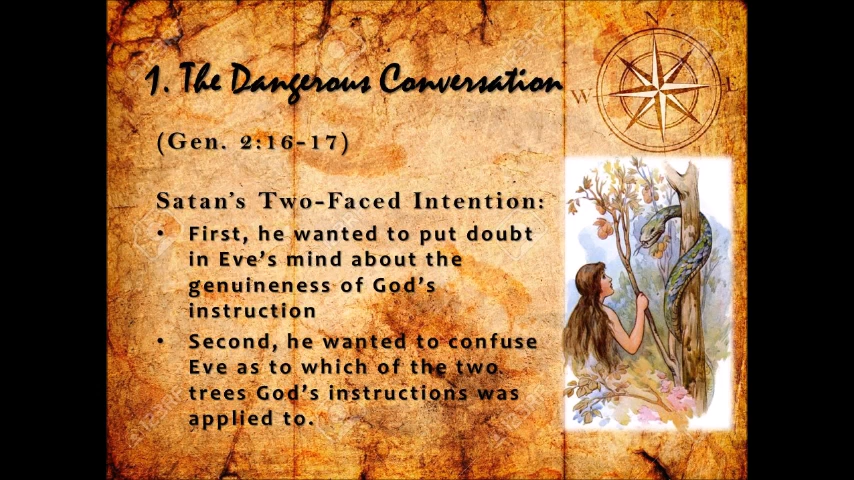 1. The Dangerous Conversation
N
W
(Gen. 2:16-17)
Satan's Two-Faced Intention:
• First, he wanted to put doubt
in Eve's mind about the
genuineness of God's
instruction
• Second, he wanted to confuse
Eve as to which of the two
trees God's instructions was
applied to.